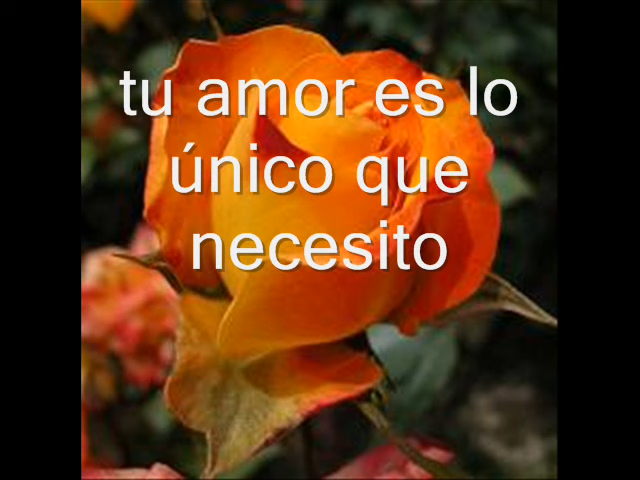 tu amor es lo
único que
necesito